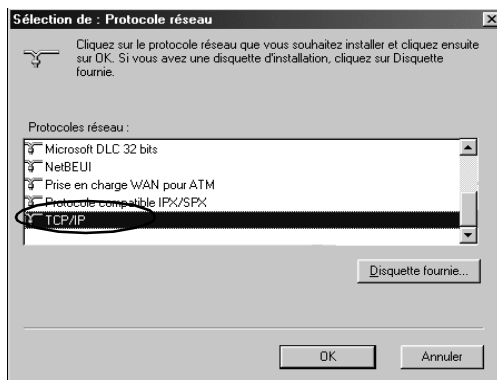 Sélection de : Protocole réseau
Cliquez sur le protocole réseau que vous souhaitez installer et cliquez ensuite
sur OK. Si vous avez une disquette d'installation, cliquez sur Disquette
fournie.
Protocoles réseau :
Microsoft DLC 32 bits
NetBEUI
Prise en charge WAN pour ATM
Protocole compatible IPX/SPX
TCP/IP
Disquette fournie...
OK
Annuler